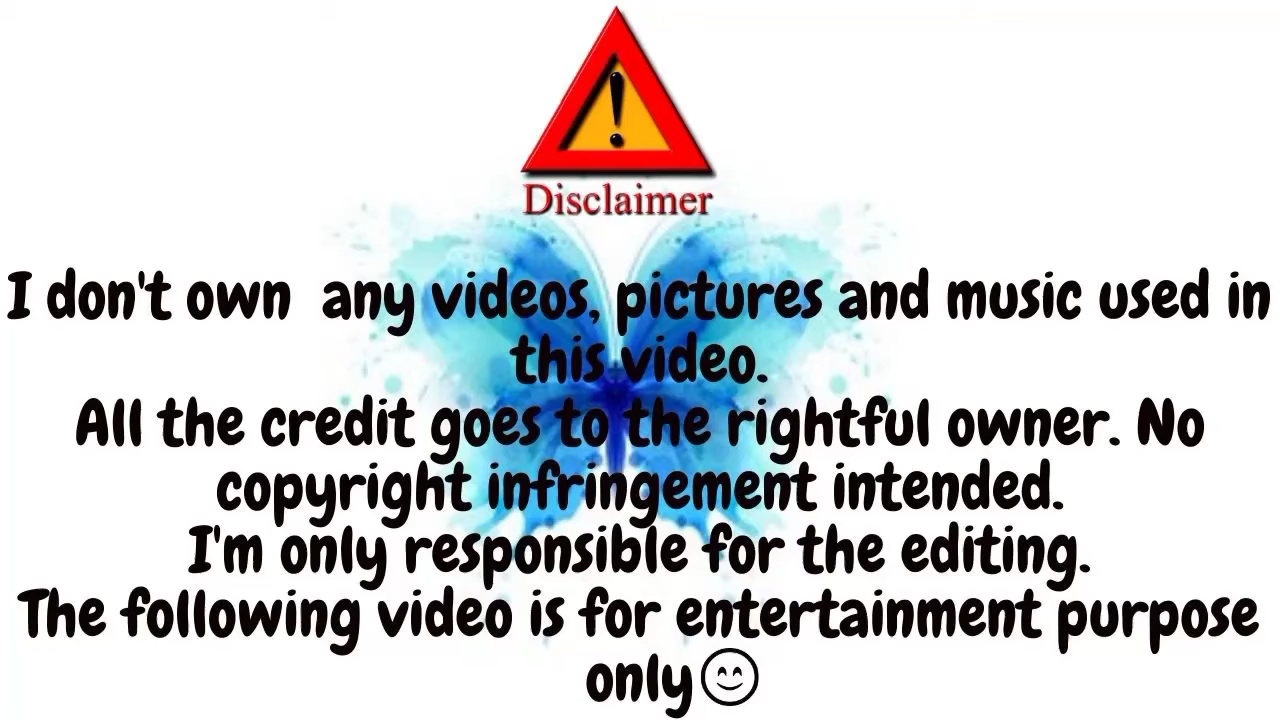 !
Disclaimer
I don't own  any videos, pictures and music used in
this video.
All the credit goes to the rightful owner. No
copyright infringement intended.
I'm only responsible for the editing.
The following video is for entertainment purpose
only😊